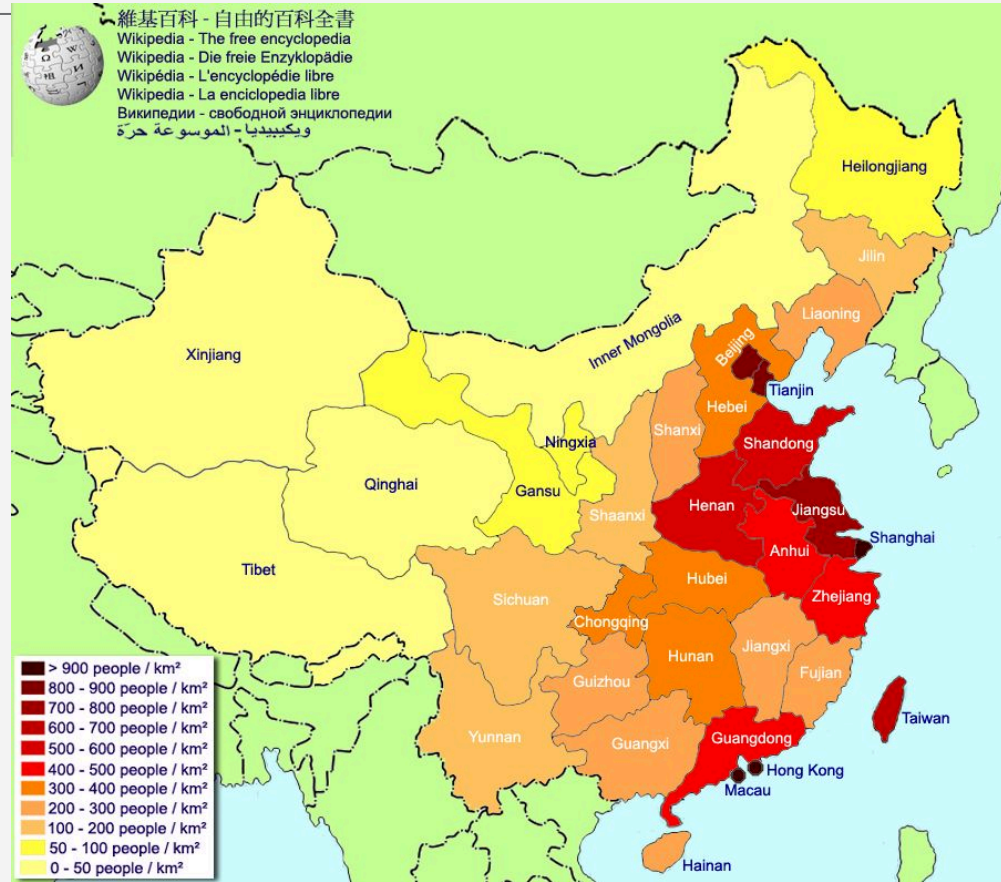 維基百科 - 自由的百科全書
Wikipedia - The free encyclopedia
Wikipedia - Die freie Enzyklopädie
Wikipédia - L'encyclopédie libre
Wikipedia - La enciclopedia libre
Википедии - свободной энциклопедии
ويكيبيديا - الموسوعة حرّة
Heilongjiang
Jilin
Liaoning
Inner Mongolia
Beijing
Xinjiang
Tianjin
Hebei
Shanxi
Ningxia
Shandong
Qinghai
Gansu
Henan
Jiangsu
Shaanxi
Shanghai
Anhui
Tibet
Hubei
Sichuan
Zhejiang
Chongqing
Jiangxi
Hunan
Fujian
Guizhou
Taiwan
Yunnan
Guangxi
Guangdong
Hong Kong
Macau
Hainan
> 900 people / km²
800 - 900 people / km²
700 - 800 people / km²
600 - 700 people / km²
500 - 600 people / km²
400 - 500 people / km²
300 - 400 people / km²
200 - 300 people / km²
100 - 200 people / km²
50 - 100 people / km²
0 - 50 people / km²